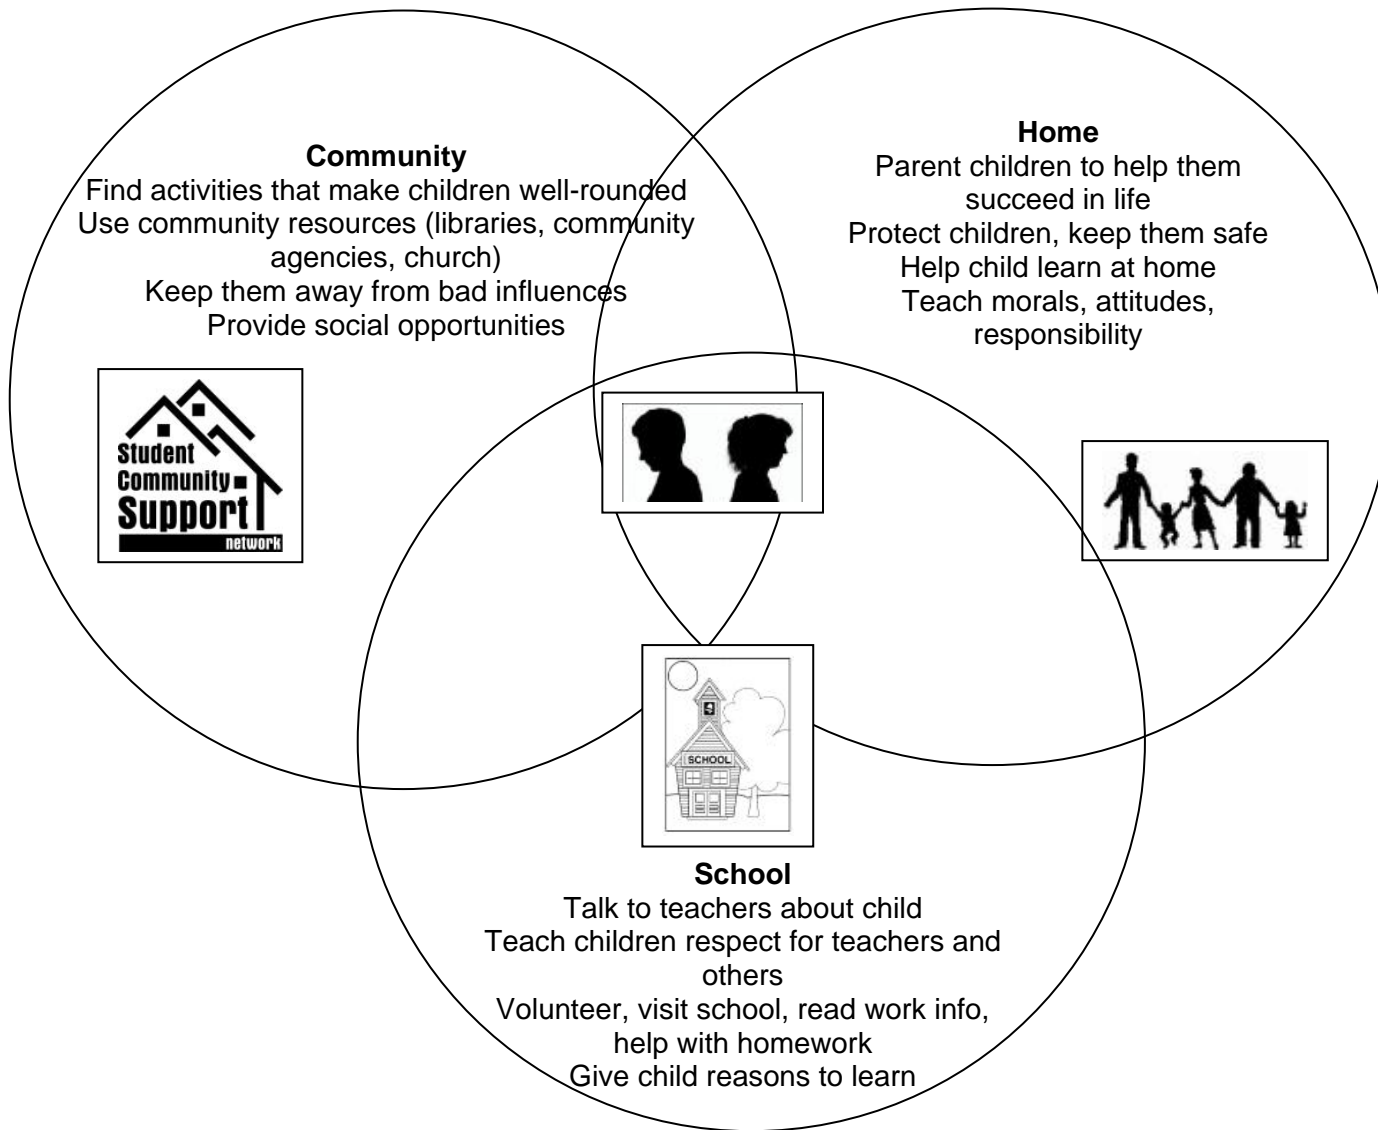 Community
Find activities that make children well-rounded
Use community resources (libraries, community
agencies, church)
Keep them away from bad influences
Provide social opportunities
Home
Parent children to help them
succeed in life
Protect children, keep them safe
Help child learn at home
Teach morals, attitudes,
responsibility
Student
Community
Support
network
SCHOOL
School
Talk to teachers about child
Teach children respect for teachers and
others
Volunteer, visit school, read work info,
help with homework
Give child reasons to learn